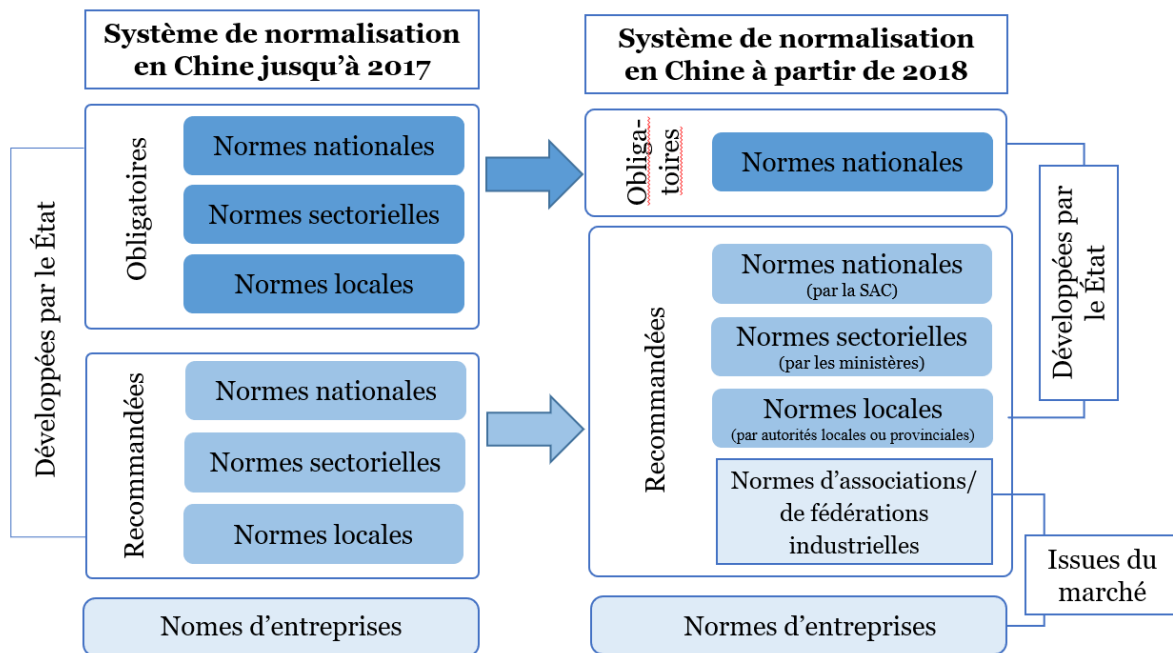 Système de normalisation
en Chine jusqu’à 2017
Développées par le État
Obligatoires
Normes nationales
Normes sectorielles
Normes locales
Recommandées
Normes nationales
Normes sectorielles
Normes locales
Nomes d’entreprises
Système de normalisation
en Chine à partir de 2018
Obliga-
toires
Normes nationales
Recommandées
Normes nationales
(par la SAC)
Normes sectorielles
(par les ministères)
Normes locales
(par autorités locales ou provinciales)
Normes d’associations/
de fédérations
industrielles
Normes d’entreprises
Développées par
le État
Issues du
marché